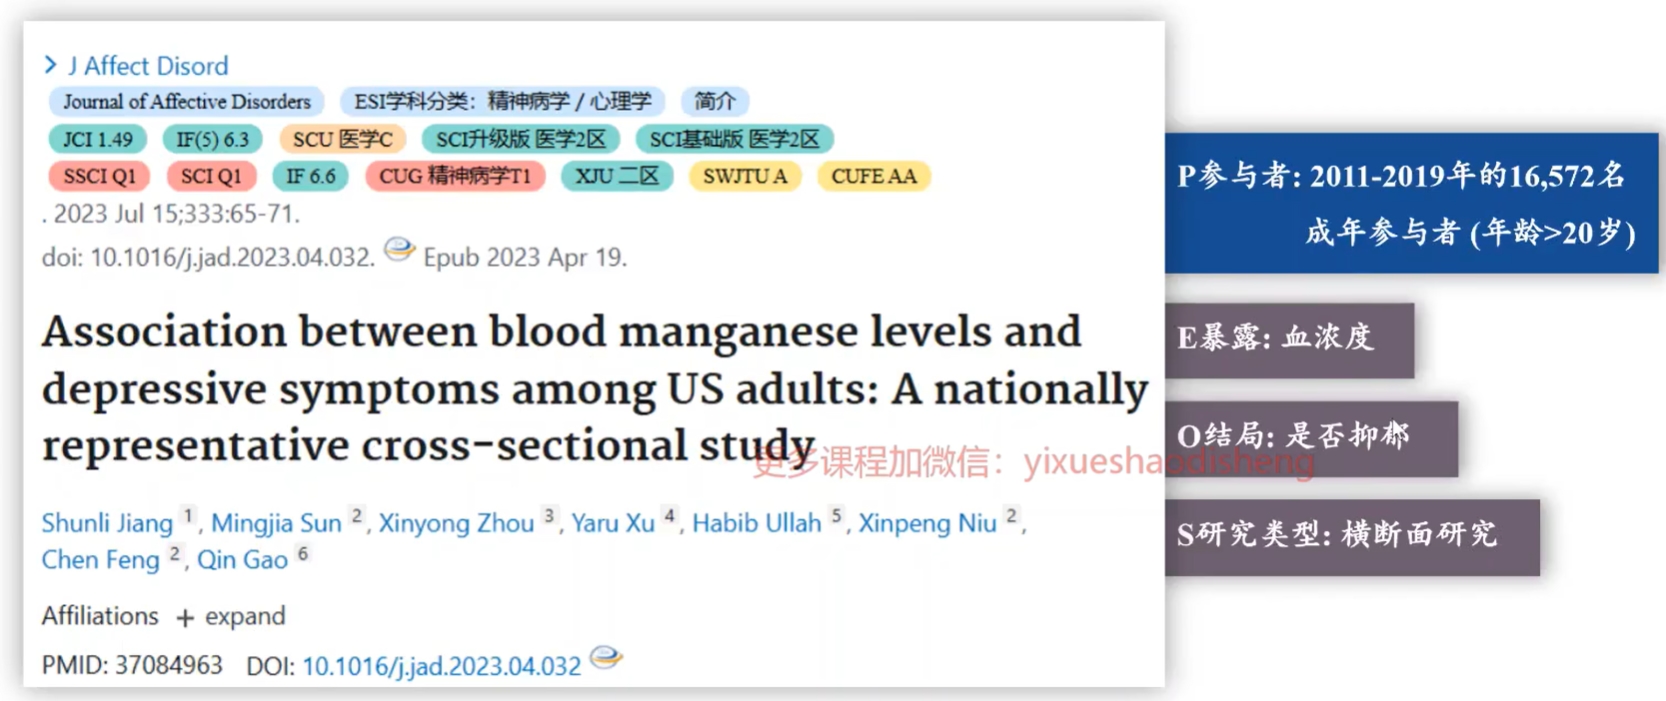 J Affect Disord
Journal of Affective Disorders ESI学科分类：精神病学 / 心理学 简介
JCI 1.49 IF(5) 6.3 SCU 医学C SCI升级版 医学2区 SCI基础版 医学2区
SSCI Q1 SCI Q1 IF 6.6 CUG 精神病学T1 XJU 二区 SWJTU A CUFE AA
. 2023 Jul 15;333:65-71.
doi: 10.1016/j.jad.2023.04.032. Epub 2023 Apr 19.
Association between blood manganese levels and
depressive symptoms among US adults: A nationally
representative cross-sectional study
更多课程加微信：yixueshaodisheng
Shunli Jiang 1, Mingjia Sun 2, Xinyong Zhou 3, Yaru Xu 4, Habib Ullah 5, Xinpeng Niu 2,
Chen Feng 2, Qin Gao 6
Affiliations + expand
PMID: 37084963 DOI: 10.1016/j.jad.2023.04.032
P参与者: 2011-2019年的16,572名
成年参与者 (年龄>20岁)
E暴露: 血浓度
O结局: 是否抑郁
S研究类型: 横断面研究